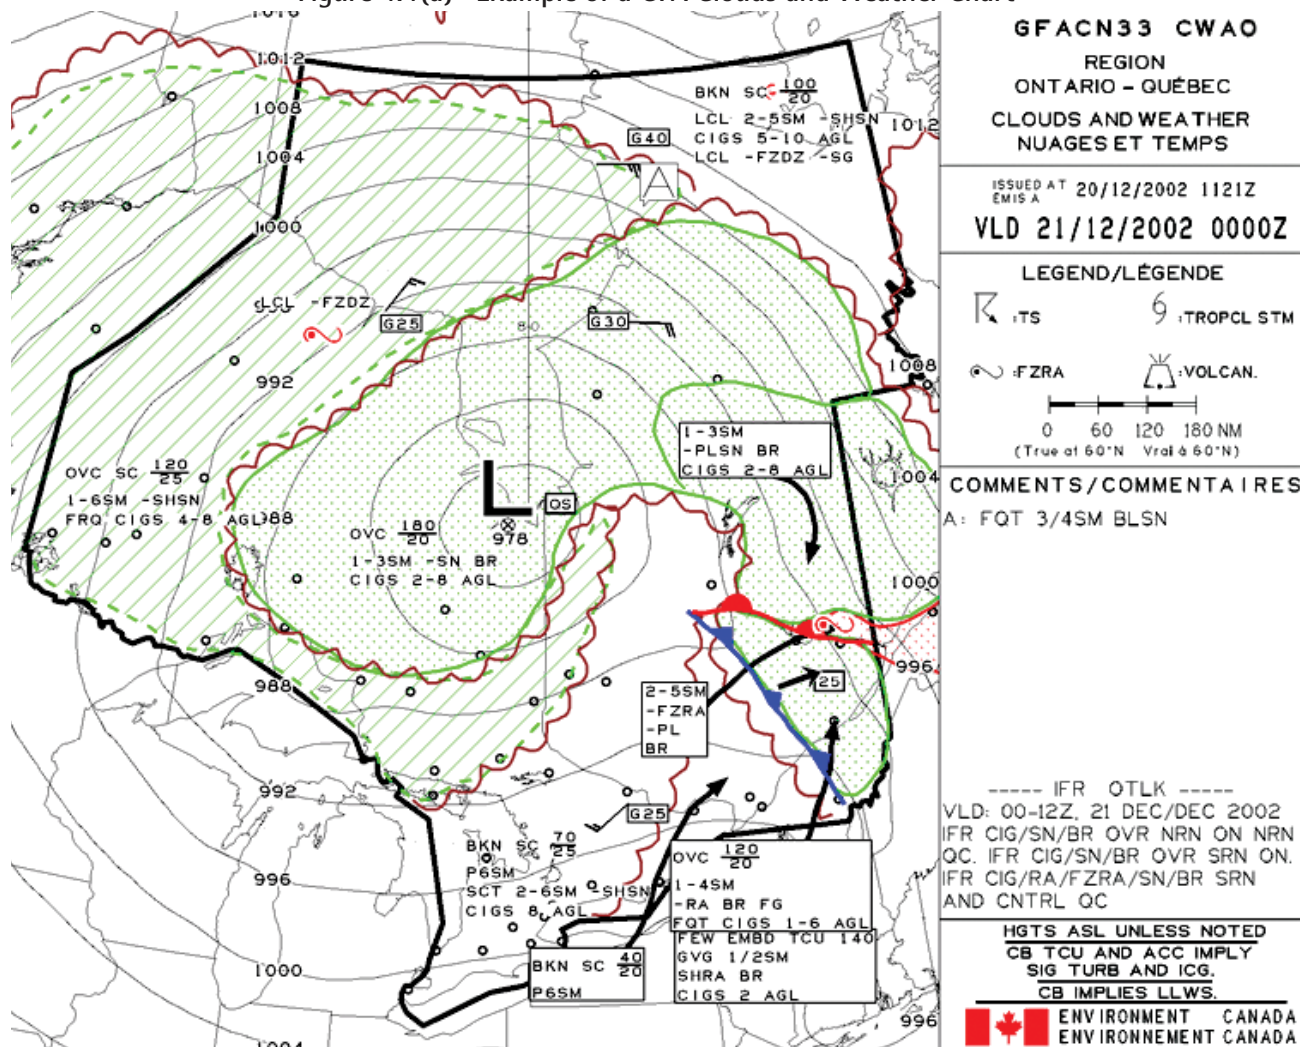 1016
1012
1008
1004
1000
992
988
988
992
996
1000
1004
1012
1008
1004
1000
996
996
BKN SC 100
20
LCL 2-5SM -SHSN
CIGS 5-10 AGL
LCL -FZDZ -SG
G40
A
LCL -FZDZ
G25
G30
80
OVC SC 120
25
1-6SM -SHSN
FRQ CIGS 4-8 AGL
OVC 180
20
1-3SM -SN BR
CIGS 2-8 AGL
L
QS
978
1-3SM
-PLSN BR
CIGS 2-8 AGL
2-5SM
-FZRA
-PL
BR
25
G25
BKN SC 70
25
P6SM
SCT 2-6SM -SHSN
CIGS 8 AGL
BKN SC 40
20
P6SM
OVC 120
20
1-4SM
-RA BR FG
FQT CIGS 1-6 AGL
FEW EMBD TCU 140
GVG 1/2SM
SHRA BR
CIGS 2 AGL
GFACN33 CWAO
REGION
ONTARIO - QUÉBEC
CLOUDS AND WEATHER
NUAGES ET TEMPS
ISSUED AT
ÉMIS A
20/12/2002 1121Z
VLD 21/12/2002 0000Z
LEGEND/LÉGENDE
:TS
:TROPCL STM
:FZRA
:VOLCAN.
0 60 120 180 NM
(True at 60°N Vrai à 60°N)
COMMENTS/COMMENTAIRES
A: FQT 3/4SM BLSN
----- IFR OTLK -----
VLD: 00-12Z, 21 DEC/DEC 2002
IFR CIG/SN/BR OVR NRN ON NRN
QC. IFR CIG/SN/BR OVR SRN ON.
IFR CIG/RA/FZRA/SN/BR SRN
AND CNTRL QC
HGTS ASL UNLESS NOTED
CB TCU AND ACC IMPLY
SIG TURB AND ICG.
CB IMPLIES LLWS.
ENVIRONMENT CANADA
ENVIRONNEMENT CANADA